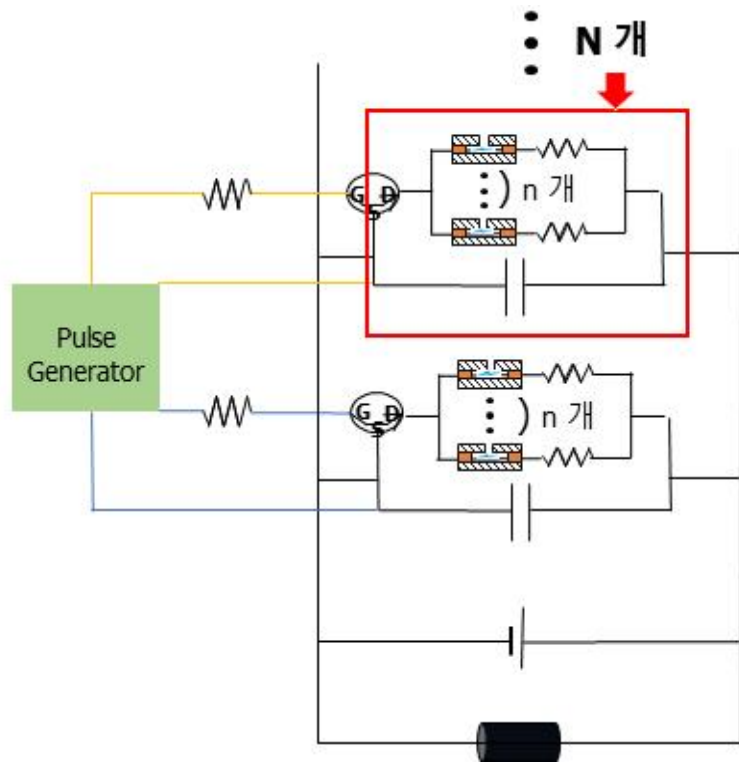 N 개
G D
S
) n 개
Pulse
Generator
G D
S
) n 개